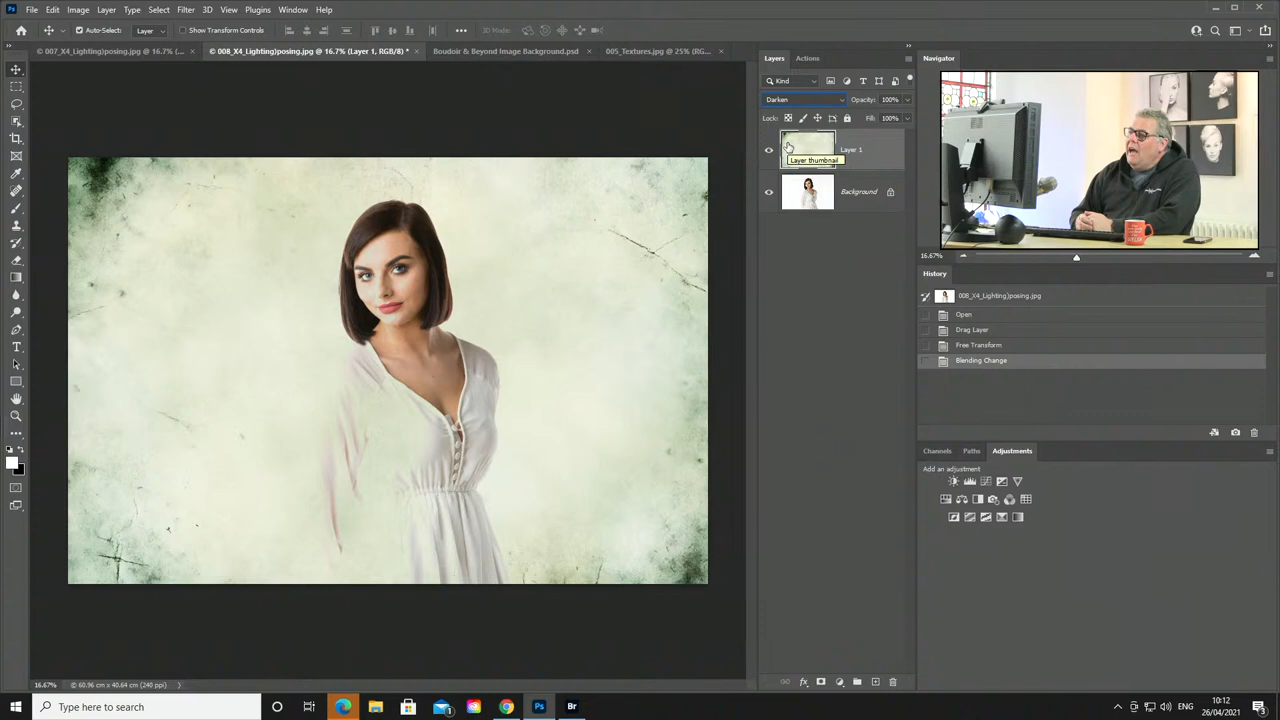 Ps File Edit Image Layer Type Select Filter 3D View Plugins Window Help
Auto-Select: Layer Show Transform Controls 3D Mode:
© 007_X4_Lighting)posing.jpg @ 16.7% (... × © 008_X4_Lighting)posing.jpg @ 16.7% (Layer 1, RGB/8) * × Boudoir & Beyond Image Background.psd × 005_Textures.jpg @ 25% (RG... ×
Layers Actions
Navigator
Kind
Darken Opacity: 100%
Lock: Fill: 100%
Layer 1
Layer thumbnail
Background
16.67%
History
008_X4_Lighting)posing.jpg
Open
Drag Layer
Free Transform
Blending Change
Channels Paths Adjustments
Add an adjustment
16.67% © 60.96 cm x 40.64 cm (240 ppi)
Type here to search
Ps Br
ENG
10:12
26/04/2021